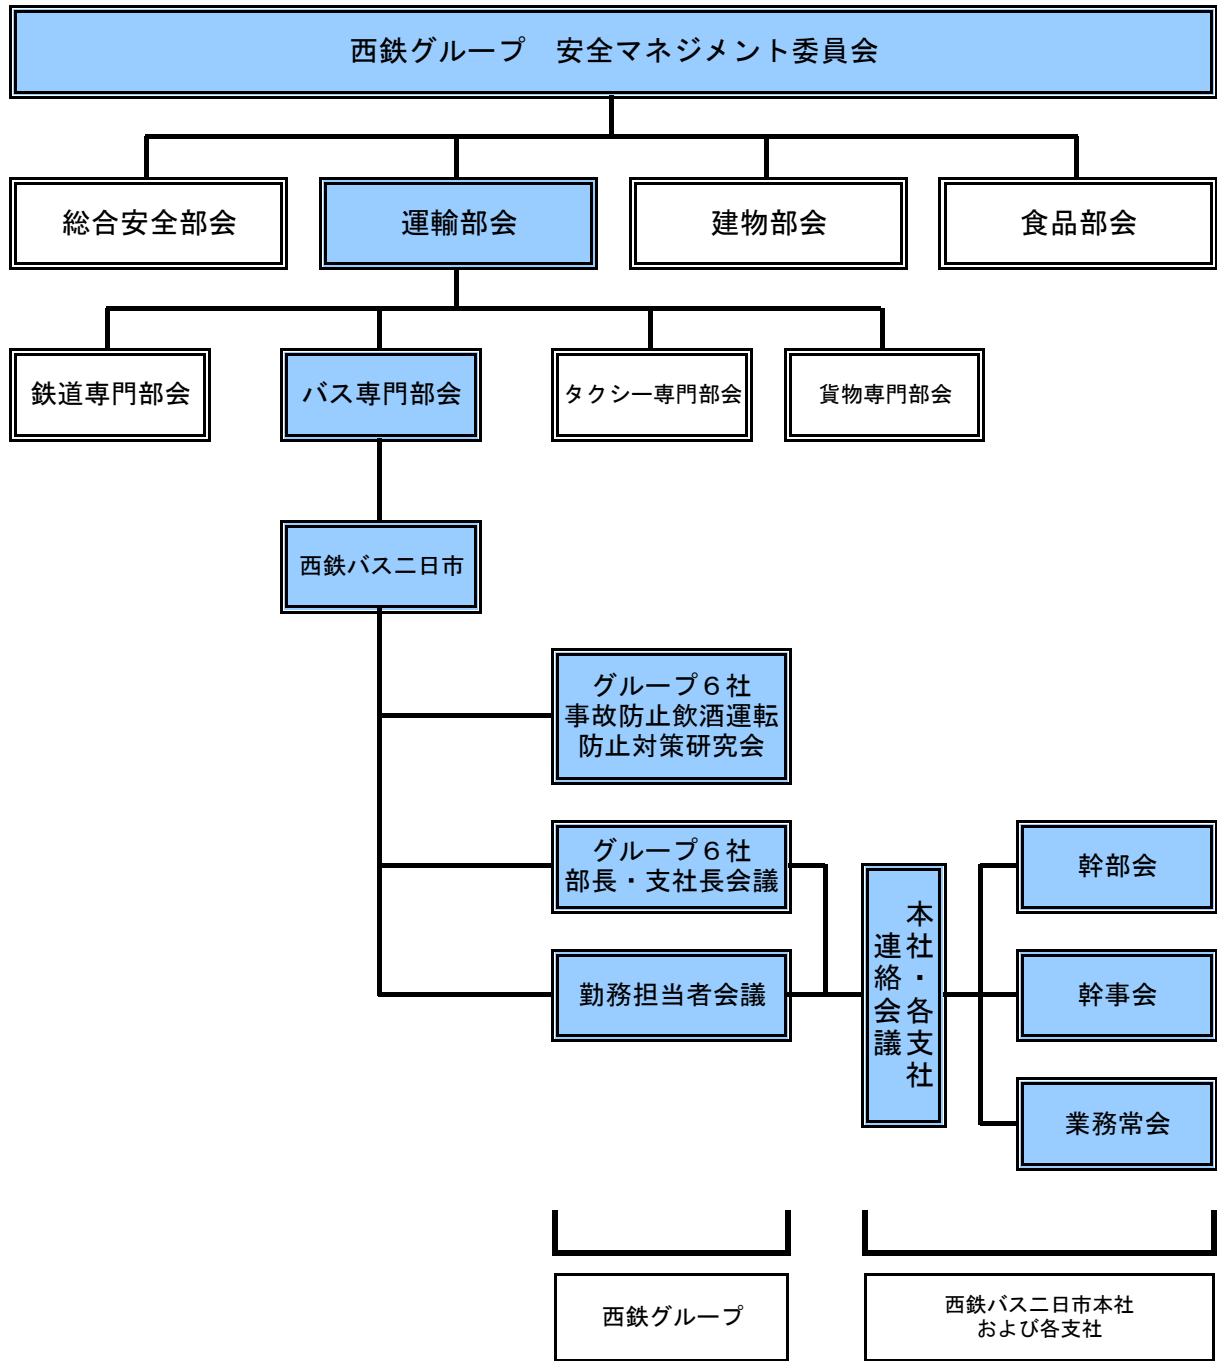 西鉄グループ　安全マネジメント委員会
総合安全部会
運輸部会
建物部会
食品部会
鉄道専門部会
バス専門部会
タクシー専門部会
貨物専門部会
西鉄バス二日市
グループ６社
事故防止飲酒運転
防止対策研究会
グループ６社
部長・支社長会議
勤務担当者会議
本社・各支社
連絡会議
幹部会
幹事会
業務常会
西鉄グループ
西鉄バス二日市本社
および各支社